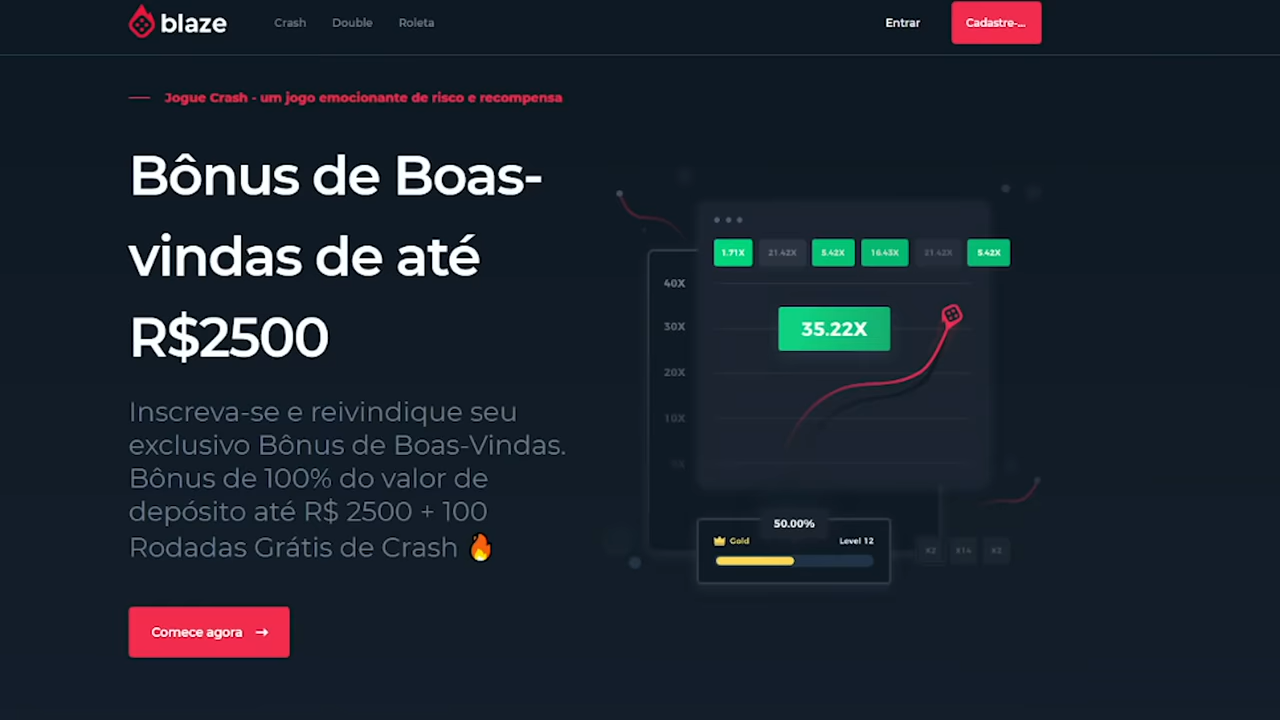 blaze
Crash Double Roleta
Entrar
Cadastre-...
Jogue Crash - um jogo emocionante de risco e recompensa
Bônus de Boas-
vindas de até
R$2500
Inscreva-se e reivindique seu
exclusivo Bônus de Boas-Vindas.
Bônus de 100% do valor de
depósito até R$ 2500 + 100
Rodadas Grátis de Crash 🔥
Comece agora →
1.71X 21.42X 5.42X 16.43X 21.42X 5.42X
40X
35.22X
30X
20X
10X
50.00%
Gold Level 12
X2 X14 X2